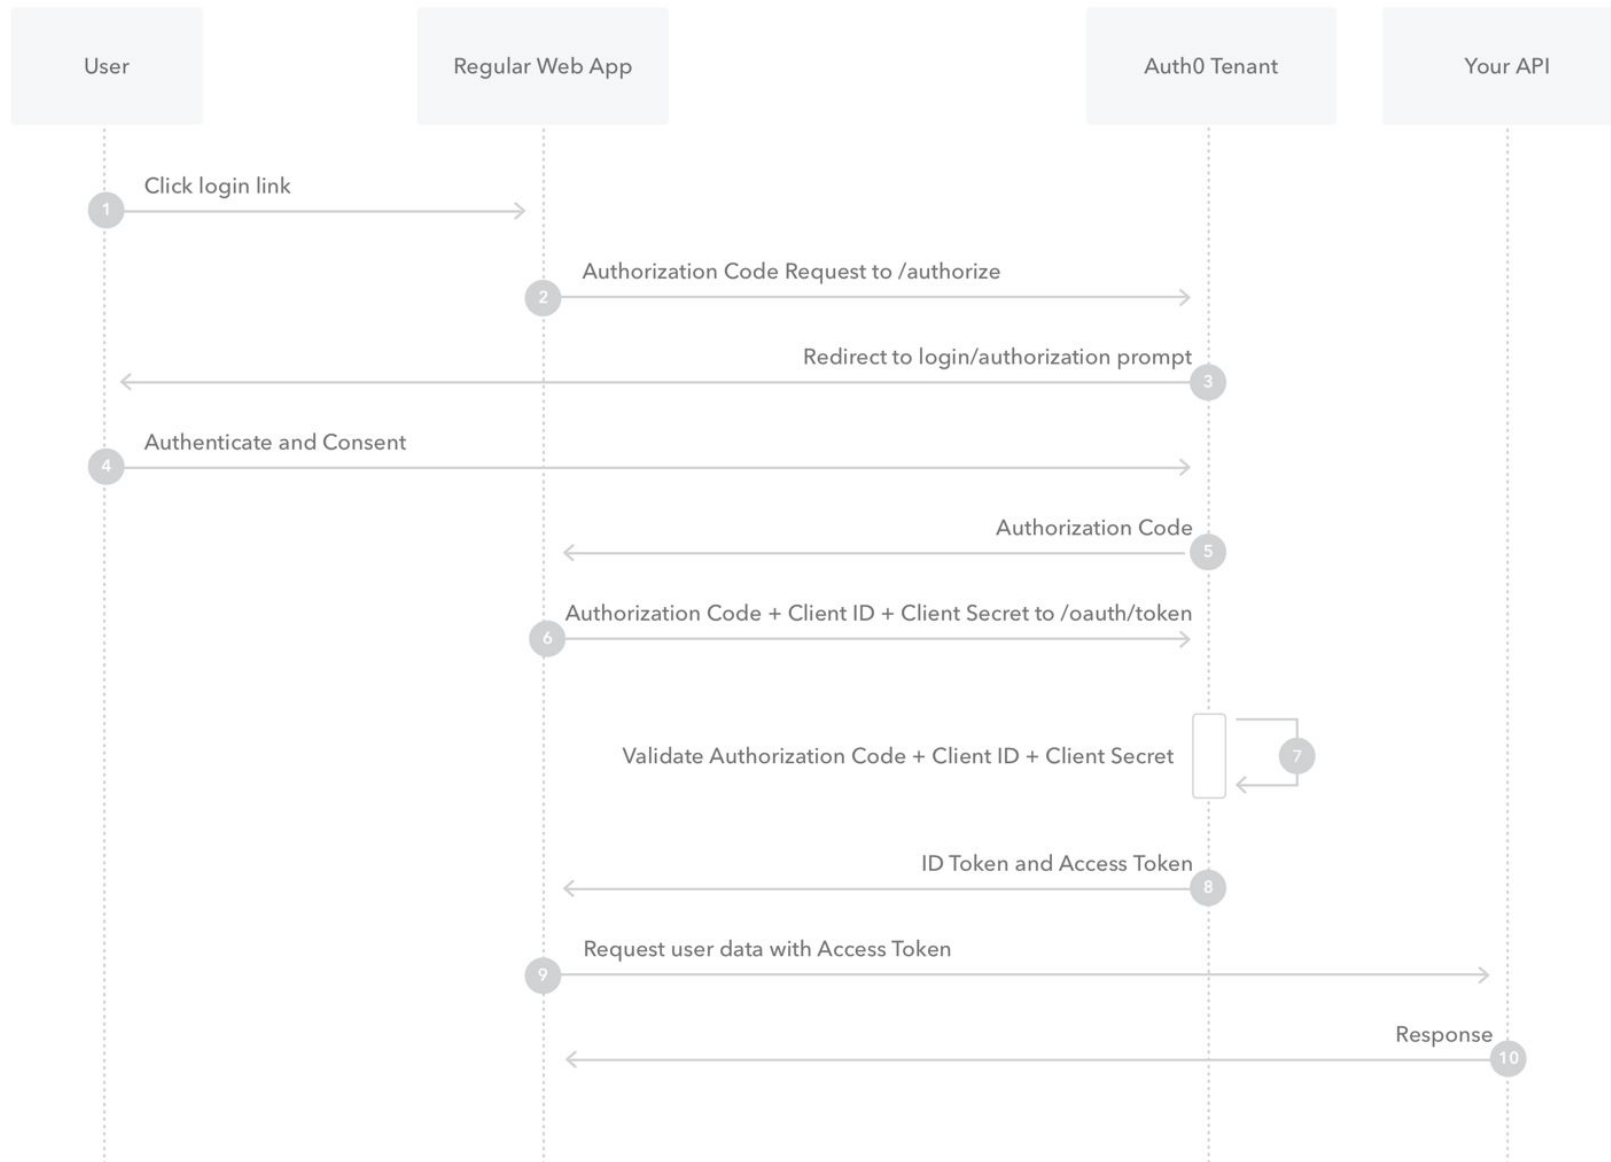 User
Regular Web App
Auth0 Tenant
Your API
Click login link
1
Authorization Code Request to /authorize
2
Redirect to login/authorization prompt
3
Authenticate and Consent
4
Authorization Code
5
Authorization Code + Client ID + Client Secret to /oauth/token
6
Validate Authorization Code + Client ID + Client Secret
7
ID Token and Access Token
8
Request user data with Access Token
9
Response
10